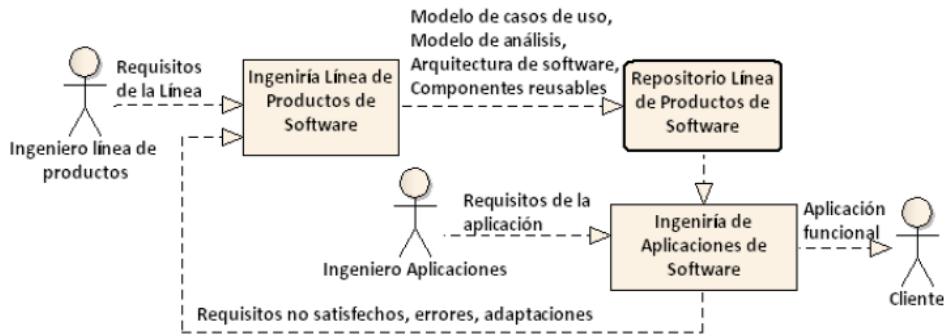 Modelo de casos de uso,
Modelo de análisis,
Arquitectura de software,
Componentes reusables
Requisitos
de la Línea
Ingeniría Línea de
Productos de
Software
Repositorio Línea
de Productos de
Software
Ingeniero línea de
productos
Requisitos de la
aplicación
Ingeniero Aplicaciones
Ingeniría de
Aplicaciones de
Software
Aplicación
funcional
Cliente
Requisitos no satisfechos, errores, adaptaciones